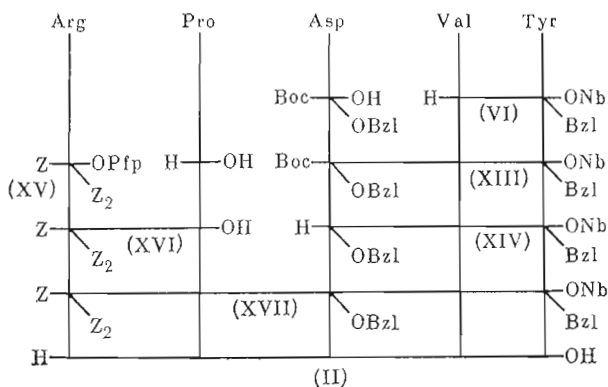 Arg Pro Asp Val Tyr
Boc OH H ONb
OBzl (VI) Bzl
Z OPfp H OH Boc ONb
(XV) Z₂ OBzl (XIII) Bzl
Z (XVI) OH H ONb
Z₂ OBzl (XIV) Bzl
Z ONb
Z₂ (XVII) OBzl Bzl
H OH
(II)